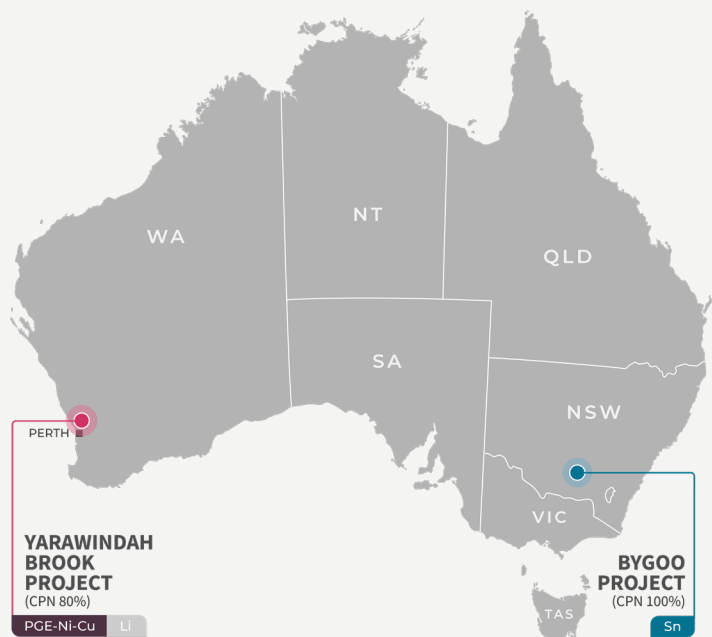 NT
WA
QLD
SA
NSW
PERTH
VIC
YARAWINDAH
BROOK
PROJECT
(CPN 80%)
PGE-Ni-Cu Li
BYGOO
PROJECT
(CPN 100%)
Sn
TAS